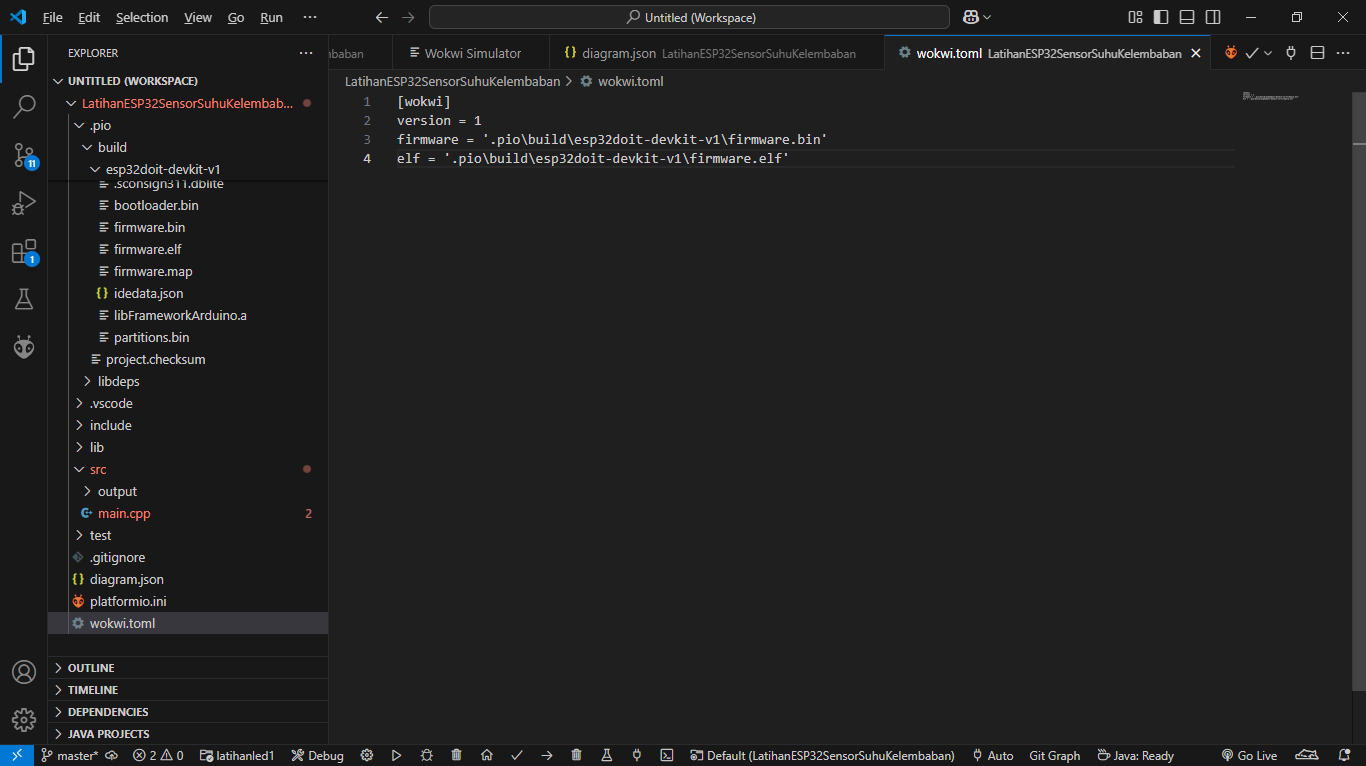 File Edit Selection View Go Run ··· Untitled (Workspace)
EXPLORER
UNTITLED (WORKSPACE)
LatihanESP32SensorSuhuKelembab...
.pio
build
esp32doit-devkit-v1
.sconsign311.dblite
bootloader.bin
firmware.bin
firmware.elf
firmware.map
idedata.json
libFrameworkArduino.a
partitions.bin
project.checksum
libdeps
.vscode
include
lib
src
output
main.cpp 2
test
.gitignore
diagram.json
platformio.ini
wokwi.toml
OUTLINE
TIMELINE
DEPENDENCIES
JAVA PROJECTS
11
1
baban Wokwi Simulator diagram.json LatihanESP32SensorSuhuKelembaban wokwi.toml LatihanESP32SensorSuhuKelembaban
LatihanESP32SensorSuhuKelembaban > wokwi.toml
1 [wokwi]
2 version = 1
3 firmware = '.pio\build\esp32doit-devkit-v1\firmware.bin'
4 elf = '.pio\build\esp32doit-devkit-v1\firmware.elf'
master* 2 0 latihanled1 Debug Default (LatihanESP32SensorSuhuKelembaban) Auto Git Graph Java: Ready Go Live